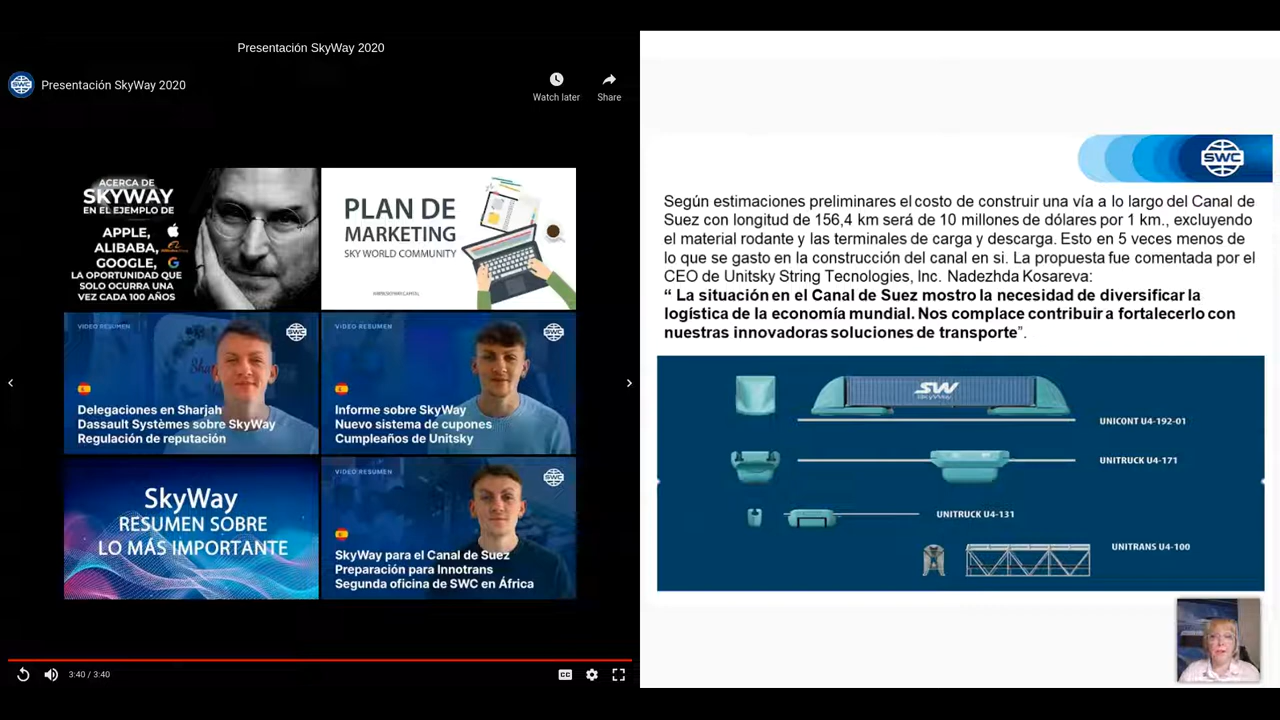 Presentación SkyWay 2020
SWC
Presentación SkyWay 2020
Watch later
Share
ACERCA DE
SKYWAY
EN EL EJEMPLO DE
APPLE,
ALIBABA,
GOOGLE,
LA OPORTUNIDAD QUE
SOLO OCURRA UNA
VEZ CADA 100 AÑOS
PLAN DE
MARKETING
SKY WORLD COMMUNITY
VIDEO RESUMEN
SWC
Delegaciones en Sharjah
Dassault Systèmes sobre SkyWay
Regulación de reputación
VIDEO RESUMEN
SWC
Informe sobre SkyWay
Nuevo sistema de cupones
Cumpleaños de Unitsky
SkyWay
RESUMEN SOBRE
LO MÁS IMPORTANTE
VIDEO RESUMEN
SWC
SkyWay para el Canal de Suez
Preparación para Innotrans
Segunda oficina de SWC en África
3:40 / 3:40
CC
SWC
Según estimaciones preliminares el costo de construir una vía a lo largo del Canal de
Suez con longitud de 156,4 km será de 10 millones de dólares por 1 km., excluyendo
el material rodante y las terminales de carga y descarga. Esto en 5 veces menos de
lo que se gasto en la construcción del canal en si. La propuesta fue comentada por el
CEO de Unitsky String Tecnologies, Inc. Nadezhda Kosareva:
“ La situación en el Canal de Suez mostro la necesidad de diversificar la
logística de la economía mundial. Nos complace contribuir a fortalecerlo con
nuestras innovadoras soluciones de transporte”.
SW
SKYWAY
UNICONT U4-192-01
UNITRUCK U4-171
UNITRUCK U4-131
UNITRANS U4-100